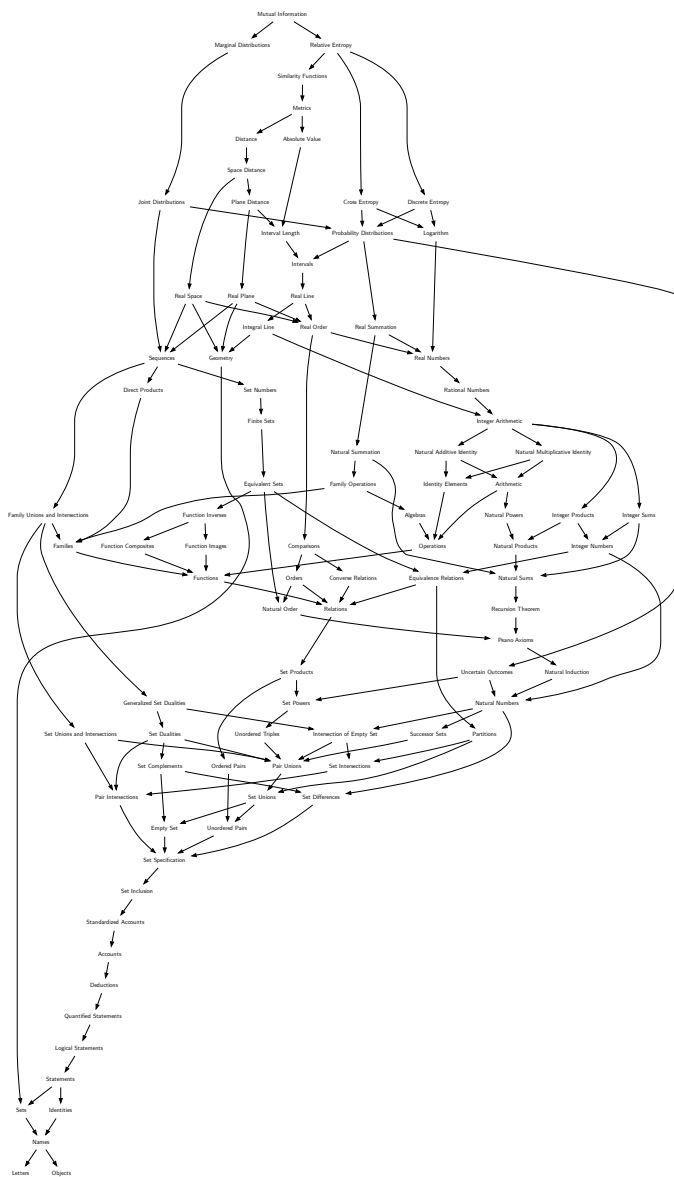 Mutual Information
Marginal Distributions Relative Entropy
Similarity Functions
Metrics
Distance Absolute Value
Space Distance
Joint Distributions Plane Distance Cross Entropy Discrete Entropy
Interval Length Probability Distributions Logarithm
Intervals
Real Space Real Plane Real Line
Integral Line Real Order Real Summation
Sequences Geometry Real Numbers
Direct Products Set Numbers Rational Numbers
Finite Sets Integer Arithmetic
Natural Summation Natural Additive Identity Natural Multiplicative Identity
Equivalent Sets Family Operations Identity Elements Arithmetic
Family Unions and Intersections Function Inverses Algebras Natural Powers Integer Products Integer Sums
Families Function Composites Function Images Comparisons Operations Natural Products Integer Numbers
Functions Orders Converse Relations Equivalence Relations Natural Sums
Natural Order Relations Recursion Theorem
Peano Axioms
Set Products Uncertain Outcomes Natural Induction
Generalized Set Dualities Set Powers Natural Numbers
Set Unions and Intersections Set Dualities Unordered Triples Intersection of Empty Set Successor Sets Partitions
Set Complements Ordered Pairs Pair Unions Set Intersections
Pair Intersections Set Unions Set Differences
Empty Set Unordered Pairs
Set Specification
Set Inclusion
Standardized Accounts
Accounts
Deductions
Quantified Statements
Logical Statements
Statements
Sets Identities
Names
Letters Objects